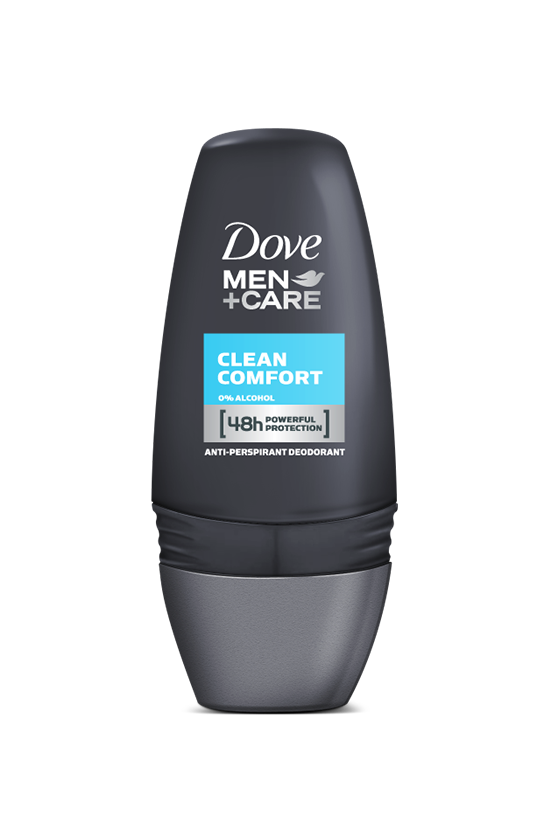 Dove
MEN
+CARE
CLEAN
COMFORT
0% ALCOHOL
[48h POWERFUL
PROTECTION]
ANTI-PERSPIRANT DEODORANT